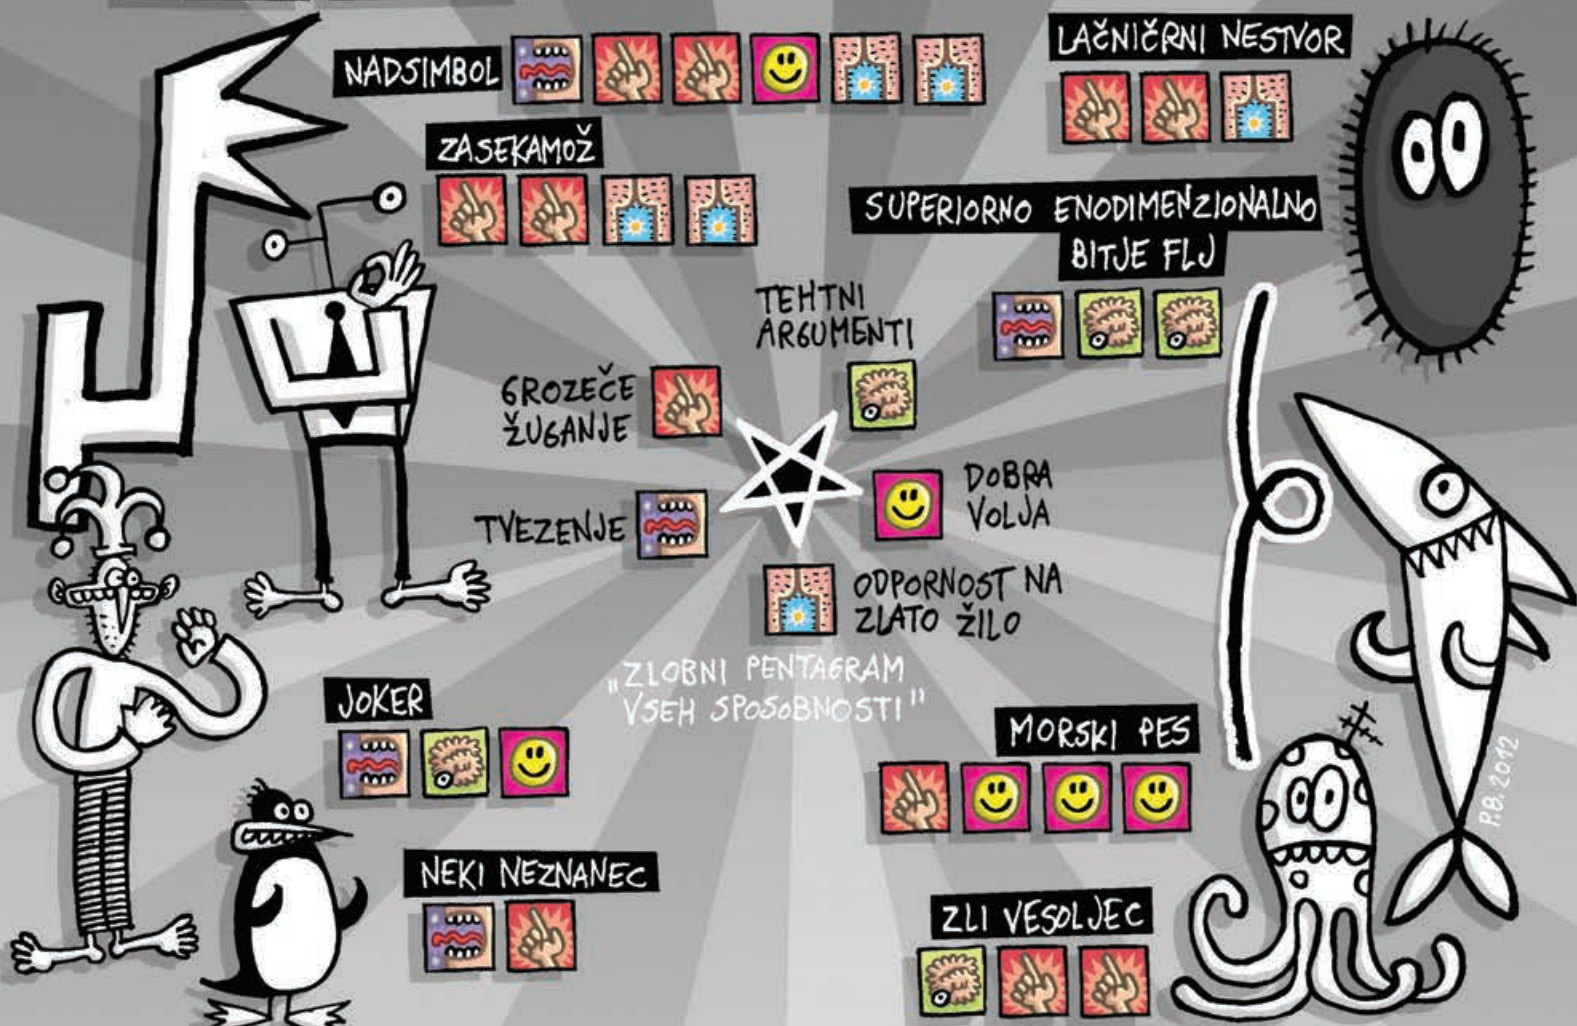 NADSIMBOL
LAČNIČRNI NESTVOR
ZASEKAMOŽ
SUPERIORNO ENODIMENZIONALNO
BITJE FLJ
TEHTNI
ARGUMENTI
GROZEČE
ŽUGANJE
DOBRA
VOLJA
TVEZENJE
ODPORNOST NA
ZLATO ŽILO
„ZLOBNI PENTAGRAM
VSEH SPOSOBNOSTI"
JOKER
MORSKI PES
P.B. 2012
NEKI NEZNANEC
ZLI VESOLJEC